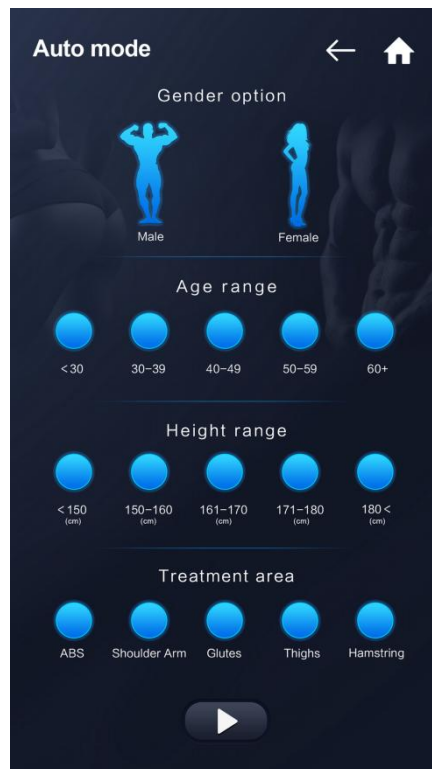 Auto mode
Gender option
Male Female
Age range
<30 30-39 40-49 50-59 60+
Height range
<150 150-160 161-170 171-180 180<
(cm) (cm) (cm) (cm) (cm)
Treatment area
ABS Shoulder Arm Glutes Thighs Hamstring